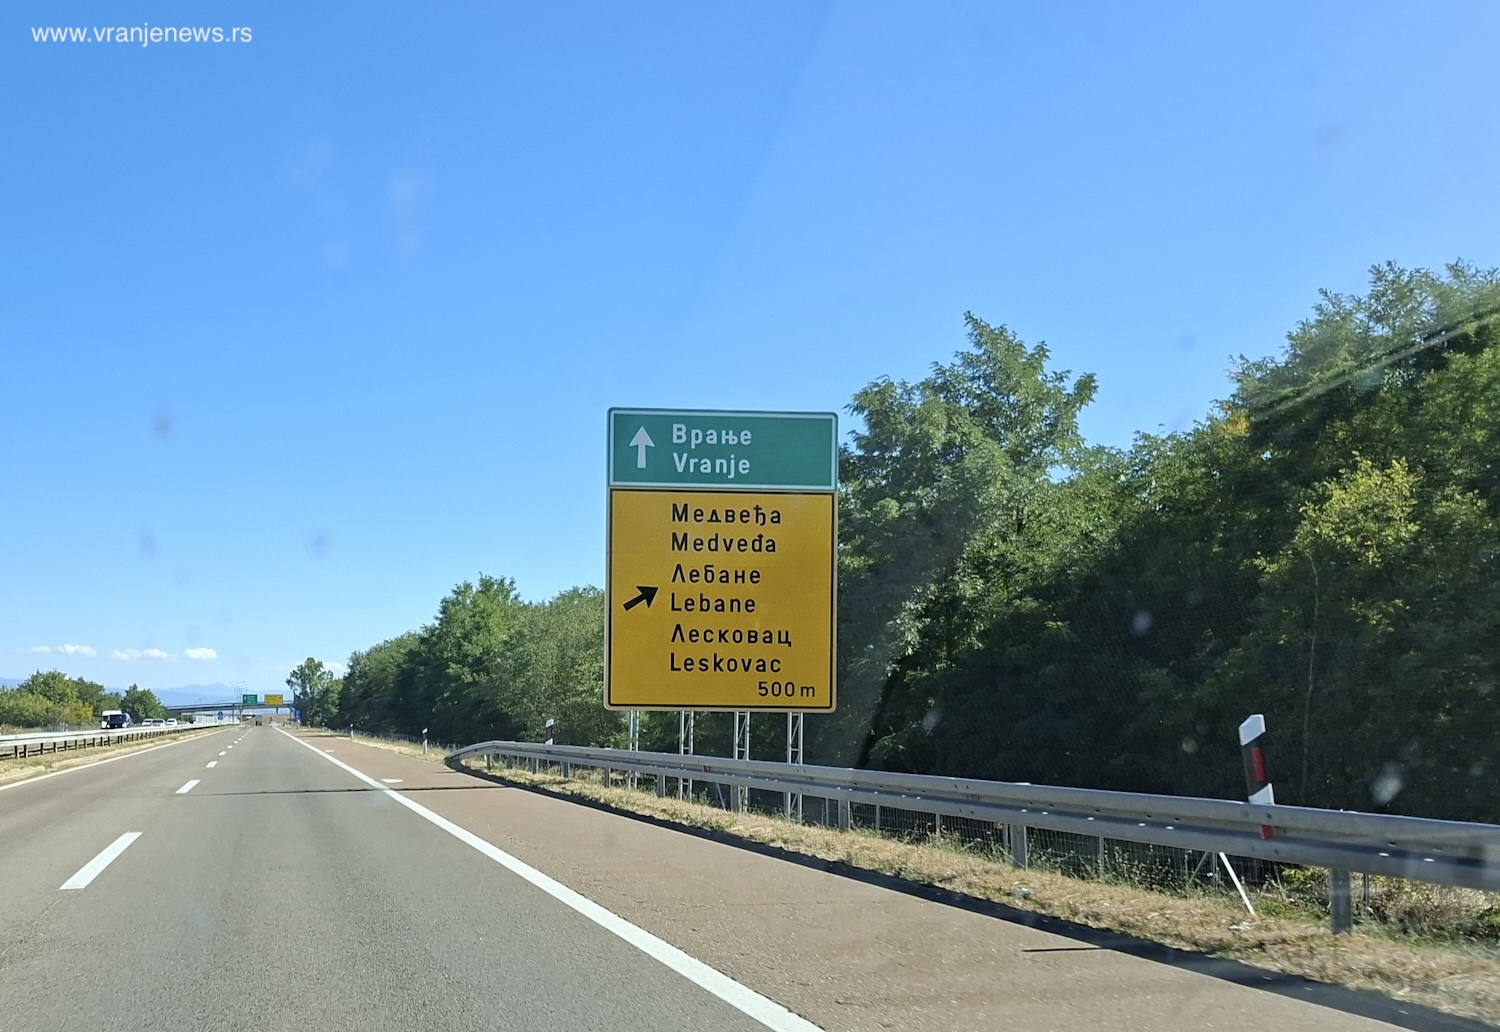 www.vranjenews.rs
Врање
Vranje
Медвеђа
Medveđa
Лебане
Lebane
Лесковац
Leskovac
500 m